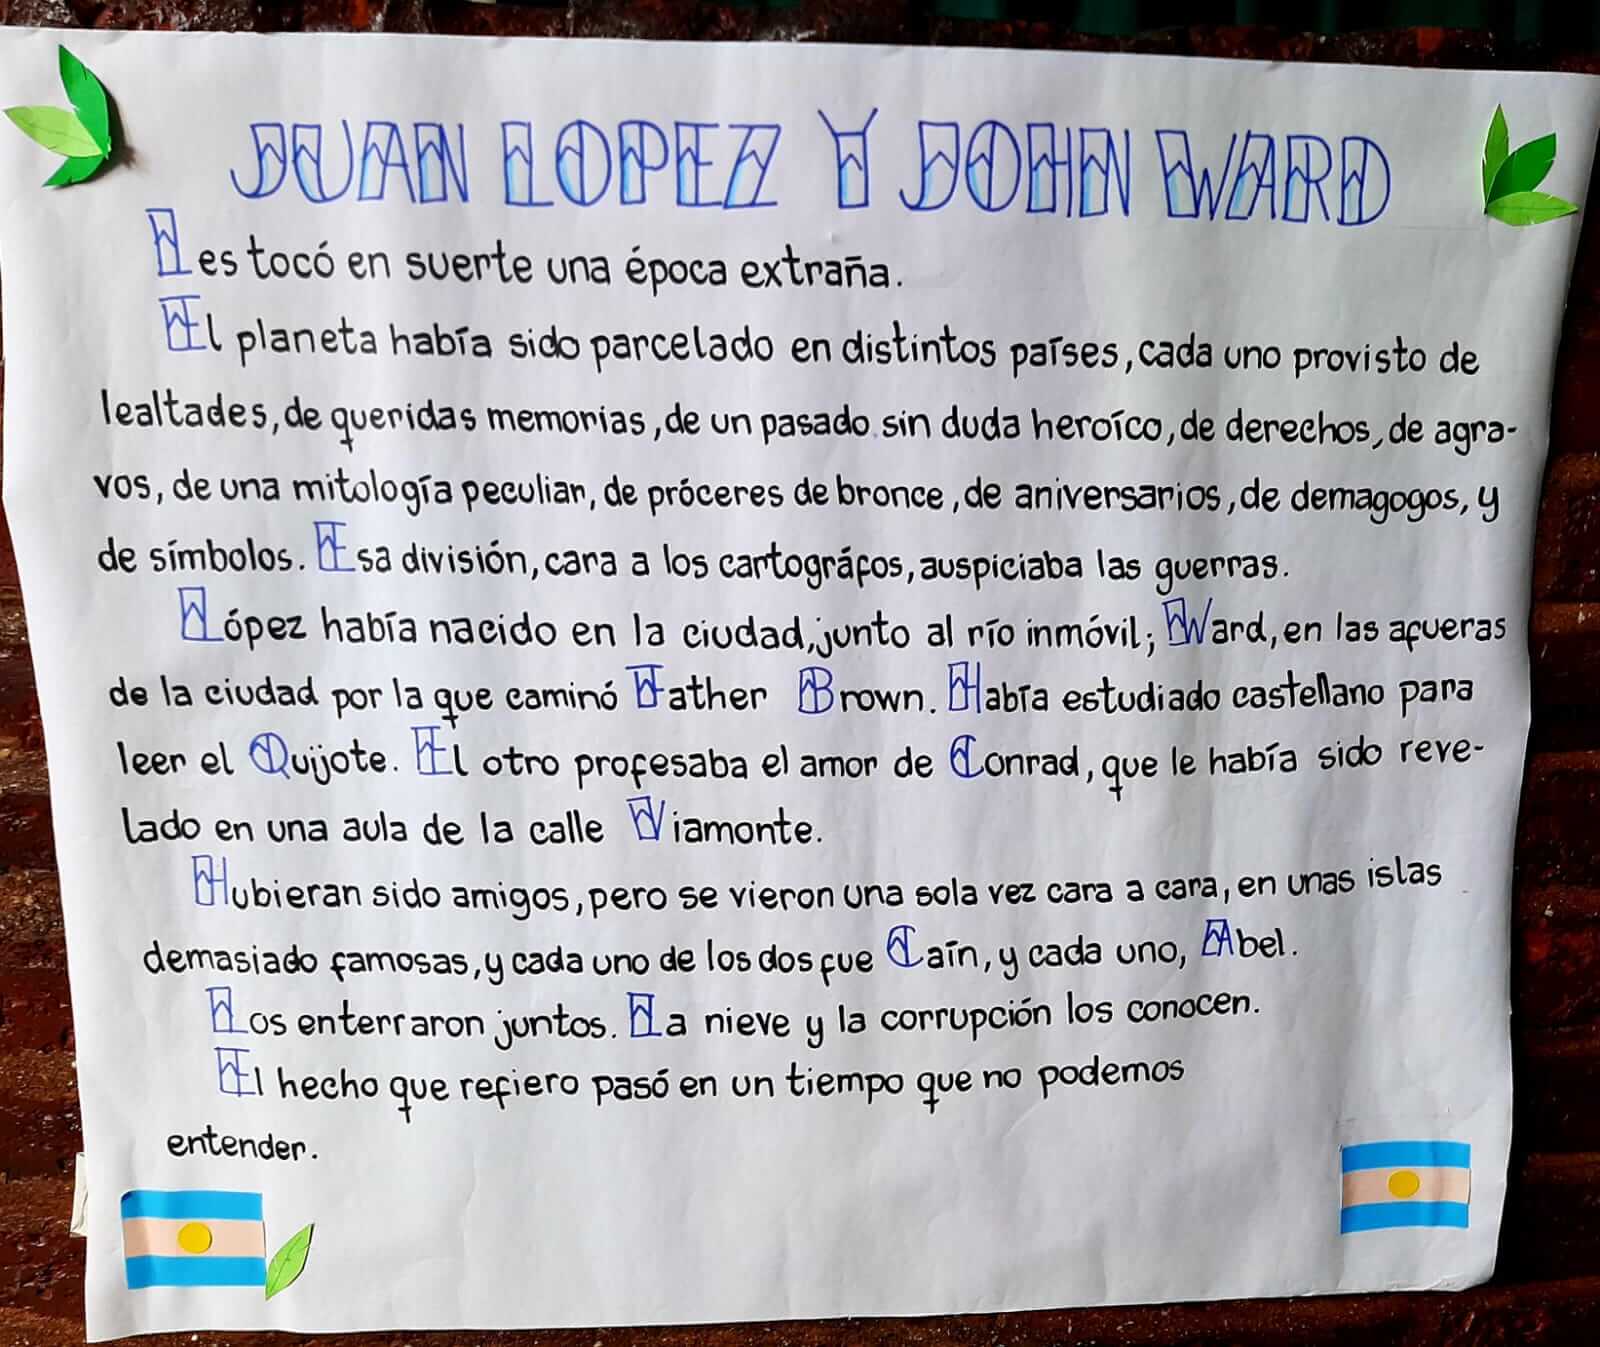 JUAN LOPEZ Y JOHN WARD
Les tocó en suerte una época extraña.
El planeta había sido parcelado en distintos países, cada uno provisto de
lealtades, de queridas memorias, de un pasado sin duda heroíco, de derechos, de agra-
vos, de una mitología peculiar, de próceres de bronce, de aniversarios, de demagogos, y
de símbolos. Esa división, cara a los cartográfos, auspiciaba las guerras.
López había nacido en la ciudad, junto al río inmóvil; Ward, en las afueras
de la ciudad por la que caminó Father Brown. Había estudiado castellano para
leer el Quijote. El otro profesaba el amor de Conrad, que le había sido reve-
lado en una aula de la calle Viamonte.
Hubieran sido amigos, pero se vieron una sola vez cara a cara, en unas islas
demasiado famosas, y cada uno de los dos fue Caín, y cada uno, Abel.
Los enterraron juntos. La nieve y la corrupción los conocen.
El hecho que refiero pasó en un tiempo que no podemos
entender.